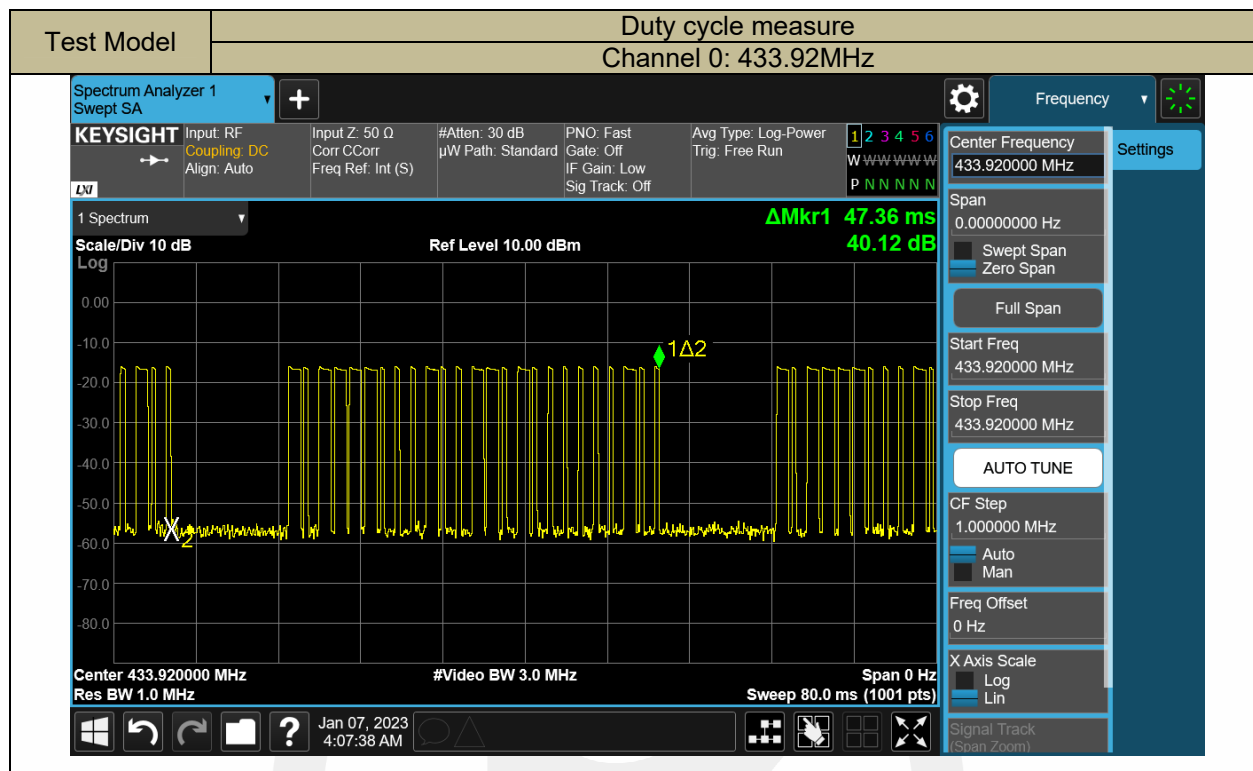 Test Model
Duty cycle measure
Channel 0: 433.92MHz
Spectrum Analyzer 1
Swept SA
+
Frequency
KEYSIGHT
LXI
Input: RF
Coupling: DC
Align: Auto
Input Z: 50 Ω
Corr CCorr
Freq Ref: Int (S)
#Atten: 30 dB
µW Path: Standard
PNO: Fast
Gate: Off
IF Gain: Low
Sig Track: Off
Avg Type: Log-Power
Trig: Free Run
1 2 3 4 5 6
W W W W W W
P N N N N N
1 Spectrum
Scale/Div 10 dB
Ref Level 10.00 dBm
ΔMkr1 47.36 ms
40.12 dB
Log
0.00
-10.0
-20.0
-30.0
-40.0
-50.0
-60.0
-70.0
-80.0
1Δ2
X2
Center 433.920000 MHz
Res BW 1.0 MHz
#Video BW 3.0 MHz
Span 0 Hz
Sweep 80.0 ms (1001 pts)
?
Jan 07, 2023
4:07:38 AM
Center Frequency
433.920000 MHz
Settings
Span
0.00000000 Hz
Swept Span
Zero Span
Full Span
Start Freq
433.920000 MHz
Stop Freq
433.920000 MHz
AUTO TUNE
CF Step
1.000000 MHz
Auto
Man
Freq Offset
0 Hz
X Axis Scale
Log
Lin
Signal Track
(Span Zoom)